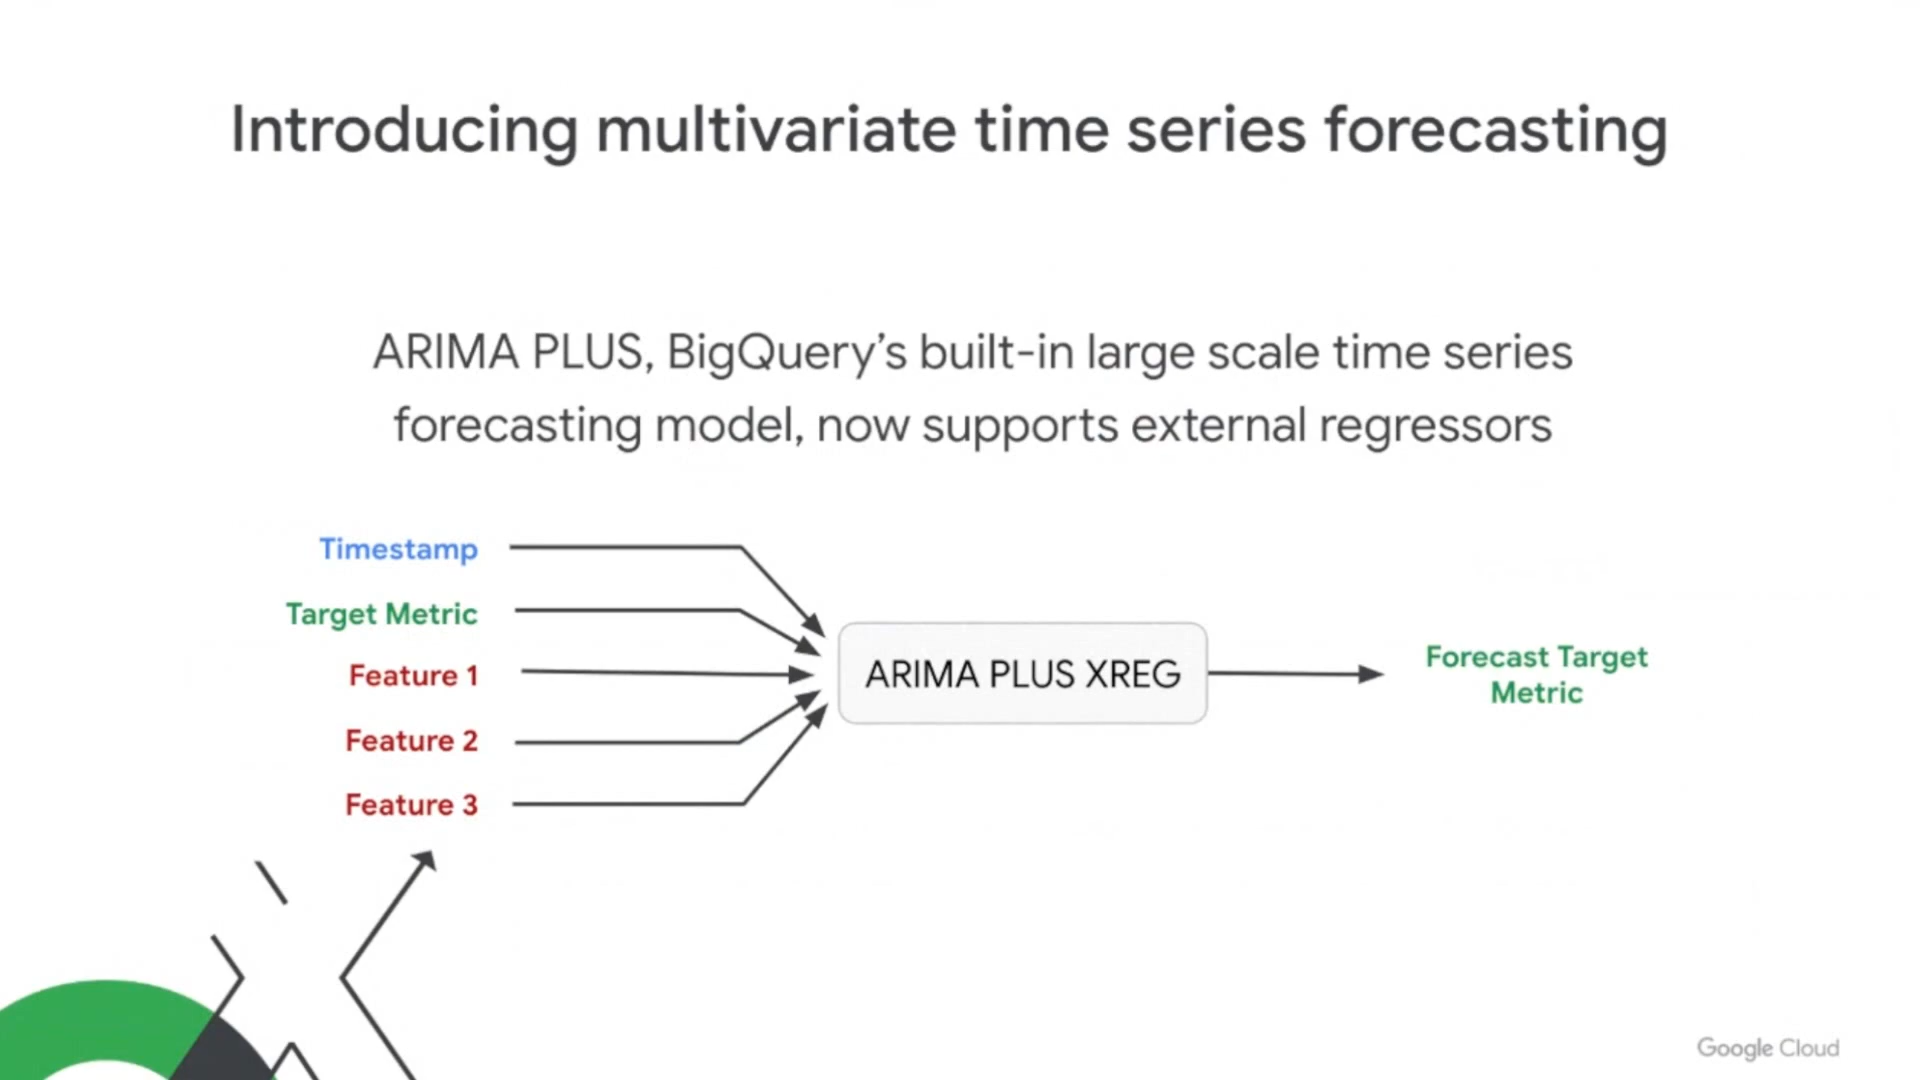 Introducing multivariate time series forecasting
ARIMA PLUS, BigQuery’s built-in large scale time series
forecasting model, now supports external regressors
Timestamp
Target Metric
Feature 1
Feature 2
Feature 3
ARIMA PLUS XREG
Forecast Target
Metric
Google Cloud